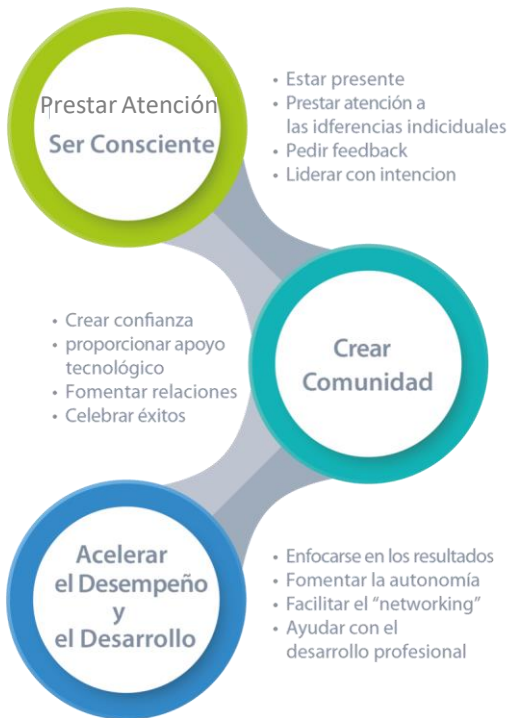 Prestar Atención
Ser Consciente
• Estar presente
• Prestar atención a
las idferencias indiciduales
• Pedir feedback
• Liderar con intencion
• Crear confianza
• proporcionar apoyo
tecnológico
• Fomentar relaciones
• Celebrar éxitos
Crear
Comunidad
Acelerar
el Desempeño
y
el Desarrollo
• Enfocarse en los resultados
• Fomentar la autonomía
• Facilitar el “networking”
• Ayudar con el
desarrollo profesional